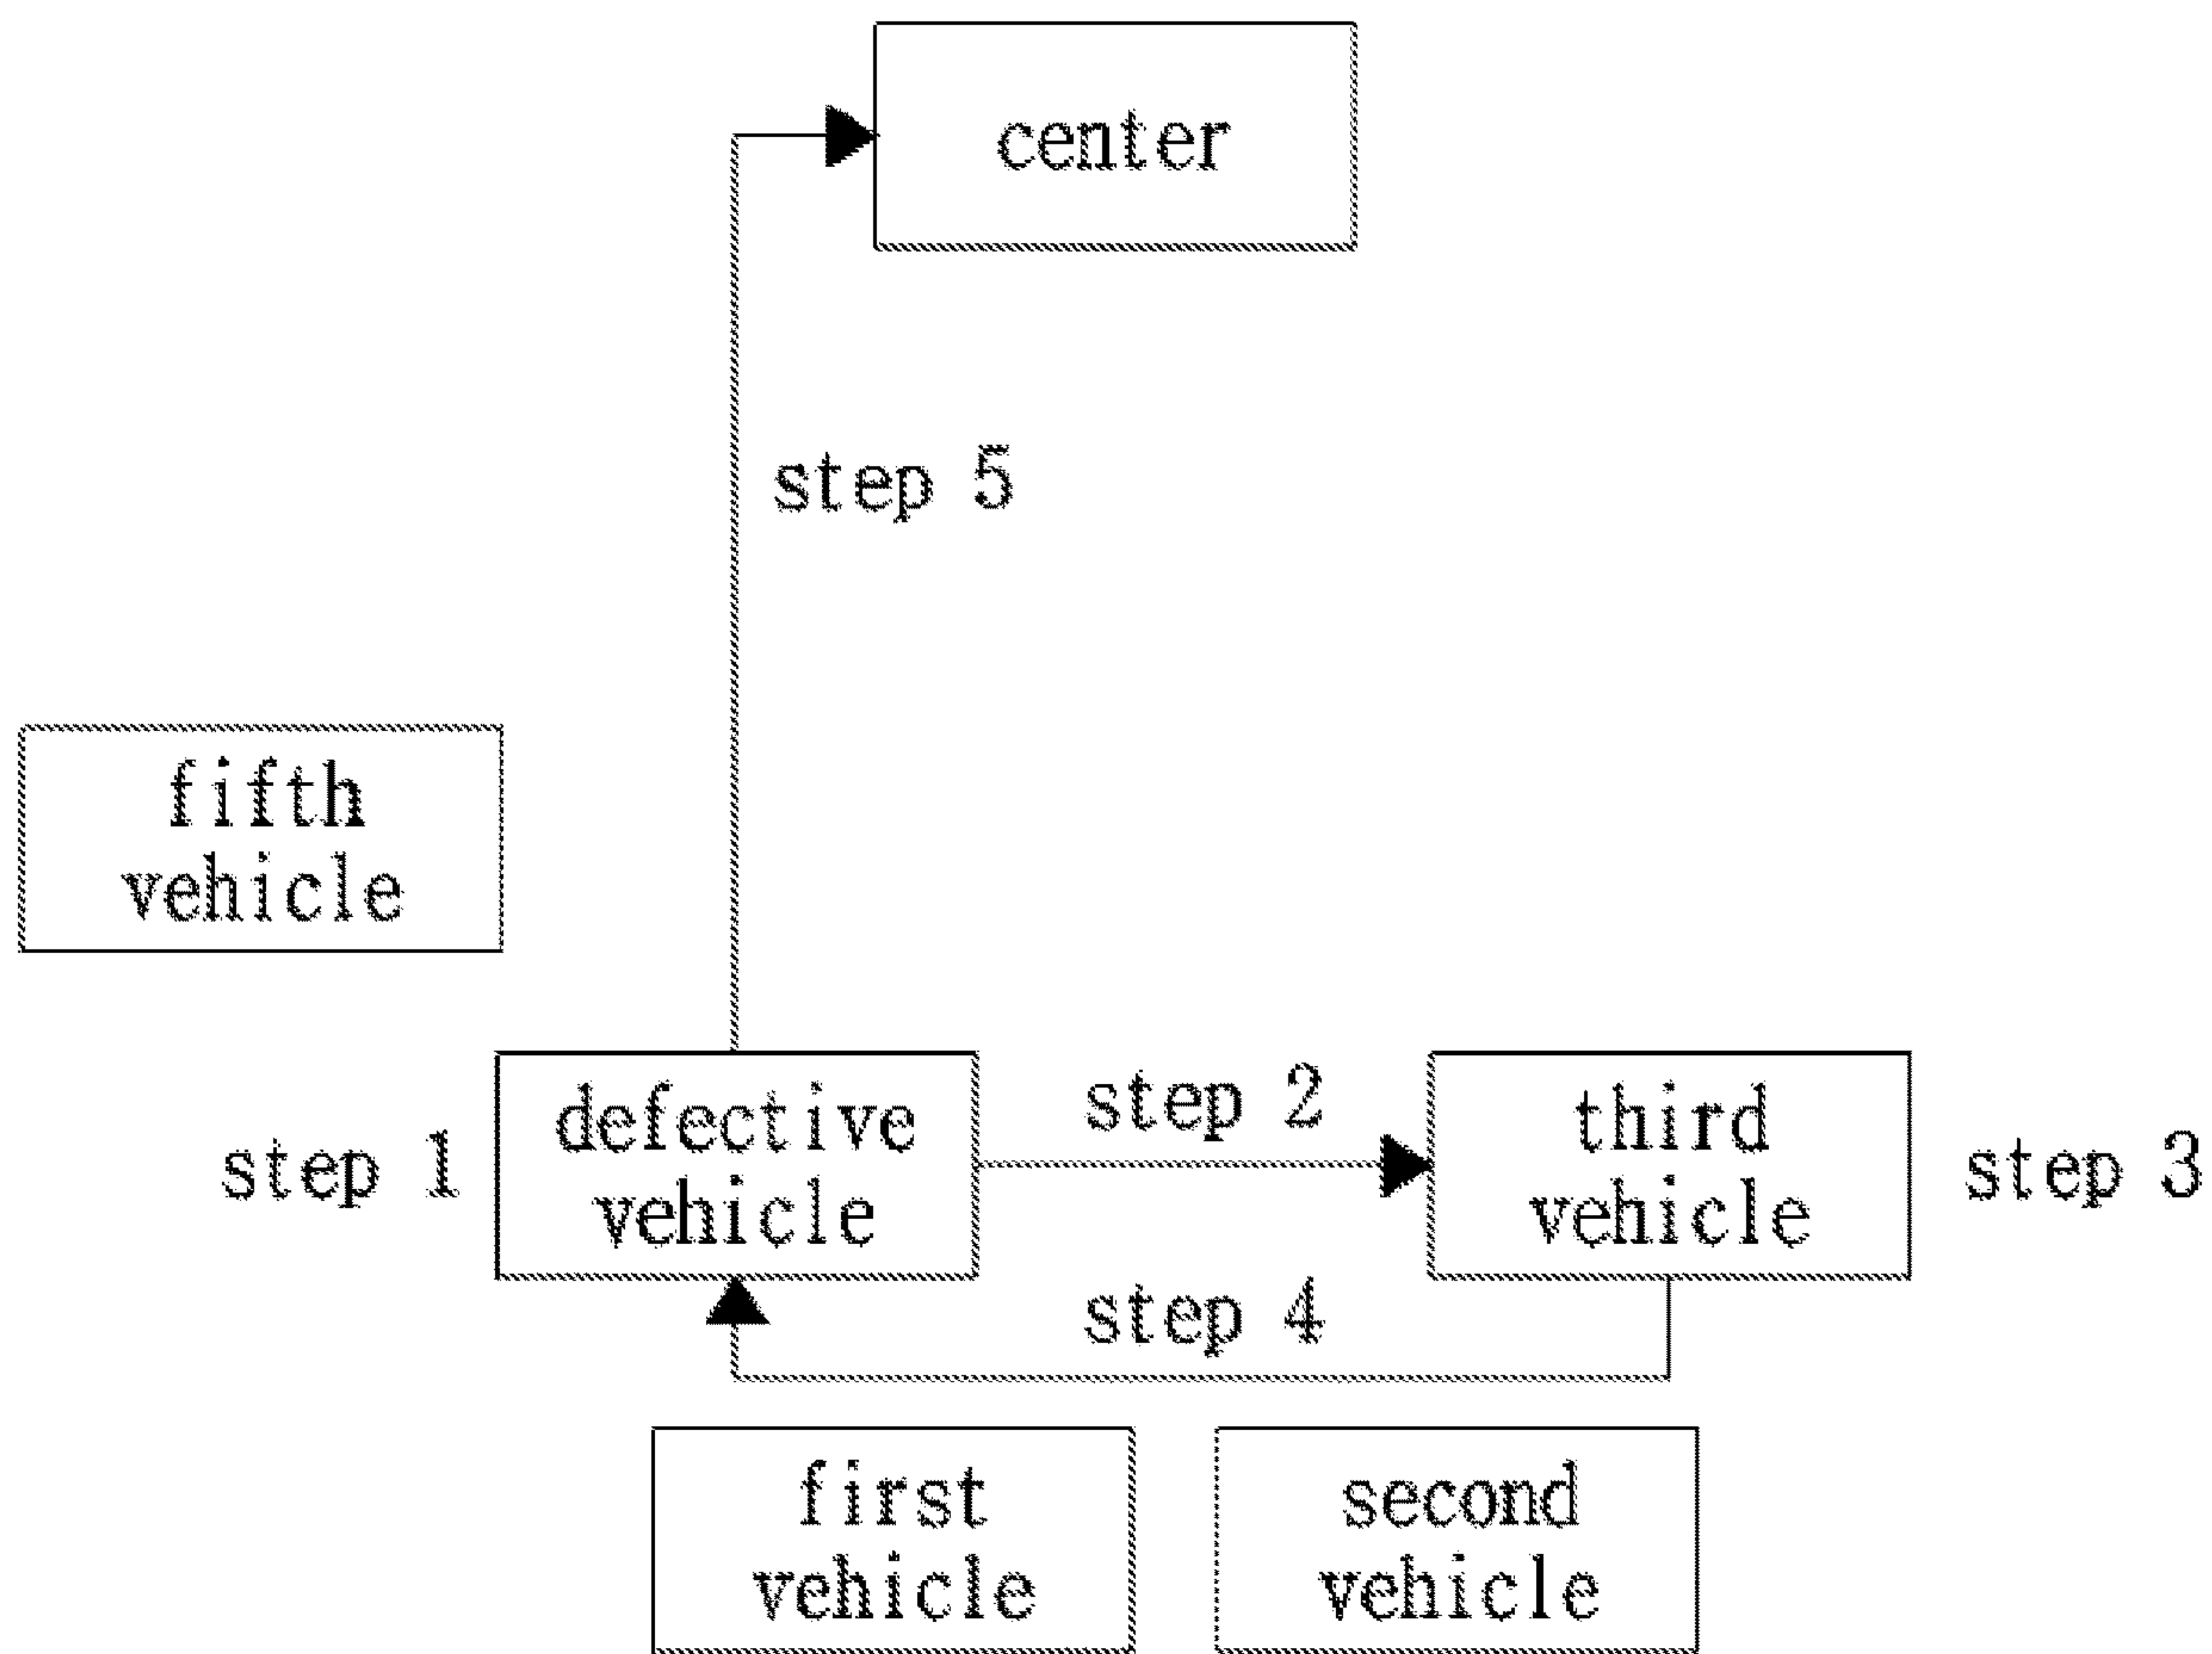 center
step 5
fifth
vehicle
step 1
defective
vehicle
step 2
third
vehicle
step 3
step 4
first
vehicle
second
vehicle